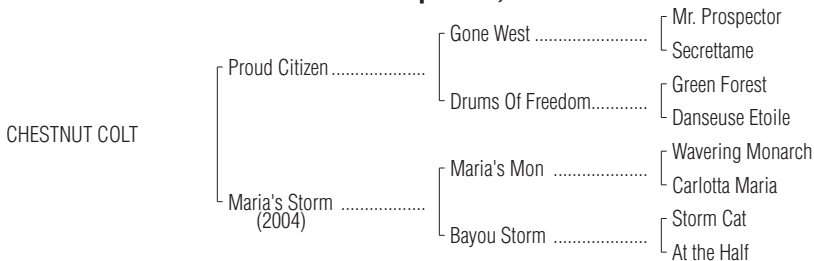 Mr. Prospector
Gone West ......................
Secrettame
Proud Citizen ....................
Green Forest
Drums Of Freedom............
Danseuse Etoile
CHESTNUT COLT
Wavering Monarch
Maria's Mon ..................
Carlotta Maria
Maria's Storm ..................
(2004)
Storm Cat
Bayou Storm ....................
At the Half